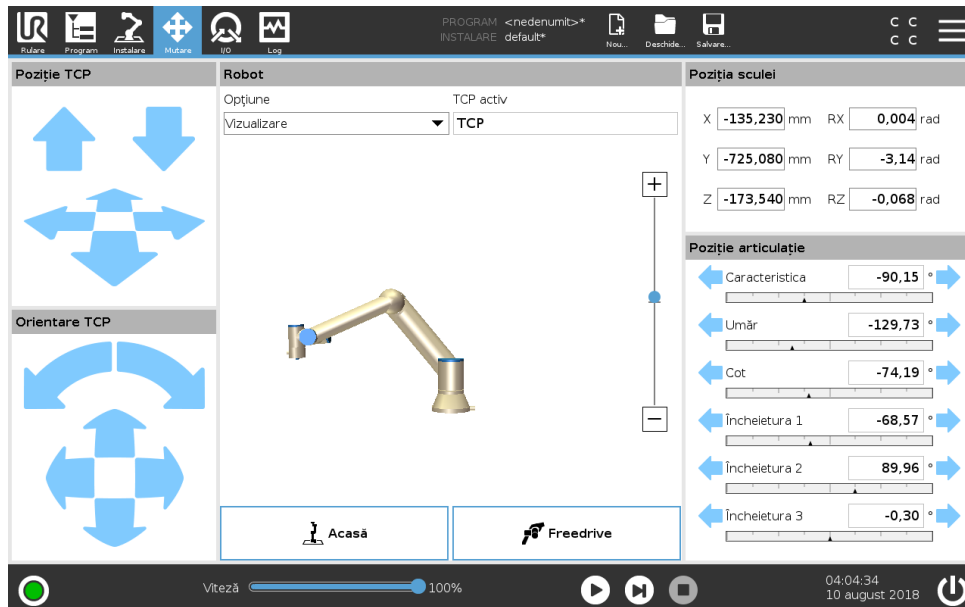 PROGRAM <nedenumit>*
INSTALARE default*
Rulare Program Instalare Mutare I/O Log Nou... Deschide... Salvare...
C C
C C
Poziție TCP
Orientare TCP
Robot
Opțiune TCP activ
Vizualizare TCP
Acasă Freedrive
Poziția sculei
X -135,230 mm RX 0,004 rad
Y -725,080 mm RY -3,14 rad
Z -173,540 mm RZ -0,068 rad
Poziție articulație
Caracteristica -90,15 °
Umăr -129,73 °
Cot -74,19 °
Încheietura 1 -68,57 °
Încheietura 2 89,96 °
Încheietura 3 -0,30 °
Viteză 100%
04:04:34
10 august 2018